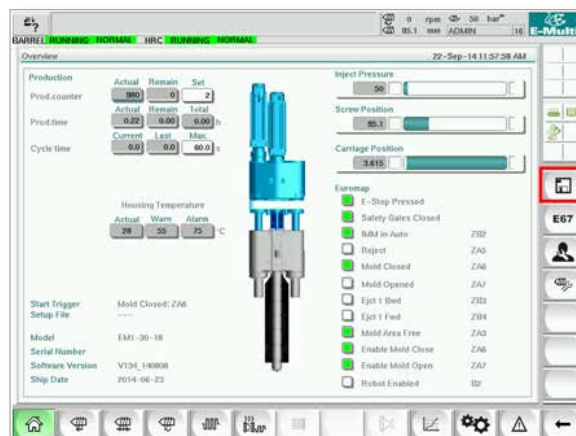 0 rpm 50 bar
85.1 mm ADMIN 16 E-Multi
BARREL RUNNING NORMAL HRC RUNNING NORMAL
Overview 22-Sep-14 11:57:58 AM
Production Actual Remain Set
Prod.counter 980 0 2
Actual Remain Total
Prod.time 0.22 0.00 0.00 h
Current Last Max.
Cycle time 0.0 0.0 60.0 s
Housing Temperature
Actual Warn Alarm
28 55 75 °C
Start Trigger Mold Closed: ZA6
Setup File ---
Model EM1-30-18
Serial Number
Software Version V134_140808
Ship Date 2014-06-23
Inject Pressure
50
Screw Position
85.1
Carriage Position
3.615
Euromap
E-Stop Pressed
Safety Gates Closed
IMM in Auto ZB2
Reject ZA5
Mold Closed ZA6
Mold Opened ZA7
Ejct 1 Bwd ZB3
Ejct 1 Fwd ZB4
Mold Area Free ZA3
Enable Mold Close ZA6
Enable Mold Open ZA7
Robot Enabled B2
E67